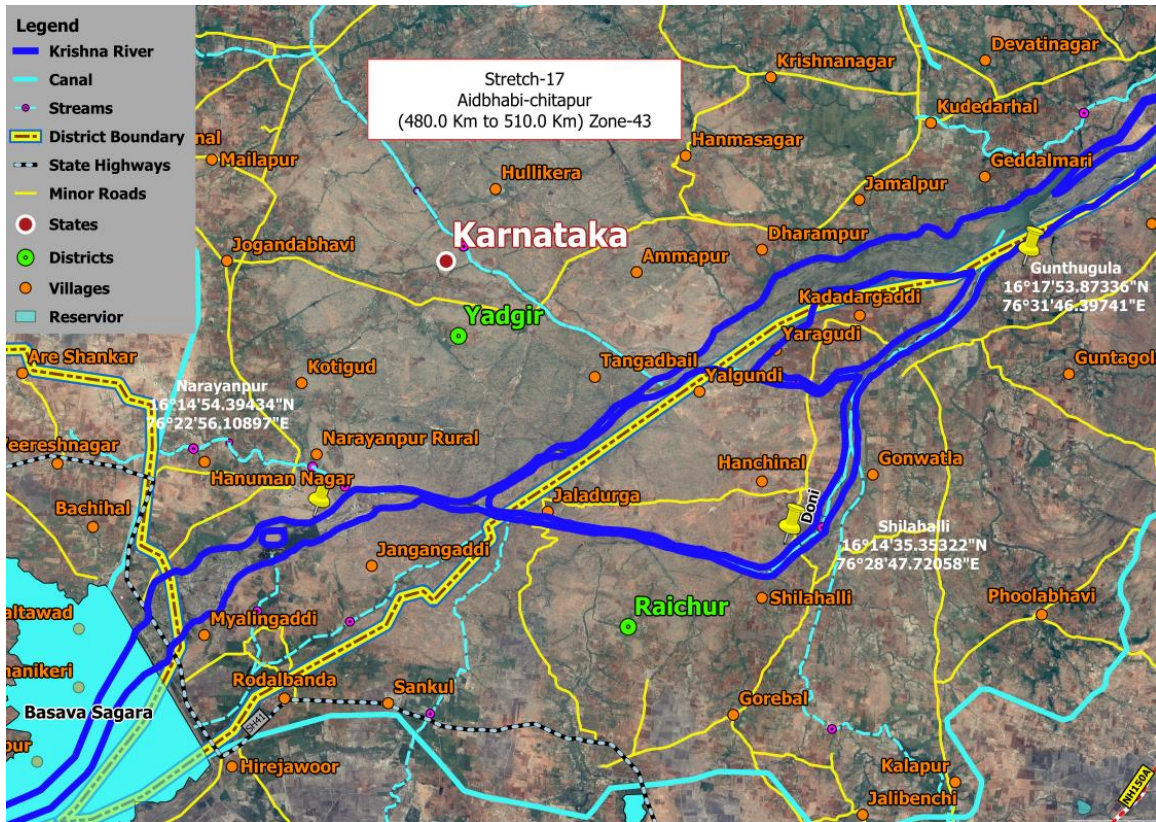 Legend
Krishna River
Canal
Streams
District Boundary
State Highways
Minor Roads
States
Districts
Villages
Reservior
Stretch-17
Aidbhabi-chitapur
(480.0 Km to 510.0 Km) Zone-43
Devatinagar
Krishnanagar
Kudedarhal
nal
Mailapur
Hanmasagar
Geddalmari
Hullikera
Jamalpur
Karnataka
Jogandabhavi
Dharampur
Ammapur
Gunthugula
16°17'53.87336"N
76°31'46.39741"E
Kadadargaddi
Yadgir
Yaragudi
Are Shankar
Kotigud
Tangadbail
Yalgundi
Guntagol
Narayanpur
16°14'54.39434"N
76°22'56.10897"E
Narayanpur Rural
Veereshnagar
Hanuman Nagar
Hanchinal
Gonwatla
Bachihal
Jaladurga
Doni
Shilahalli
16°14'35.35322"N
76°28'47.72058"E
Jangangaddi
Shilahalli
Phoolabhavi
altawad
Myalingaddi
Raichur
manikeri
Rodalbanda
Sankul
Basava Sagara
SH41
Gorebal
pur
Hirejawoor
Kalapur
Jalibenchi
NH150A